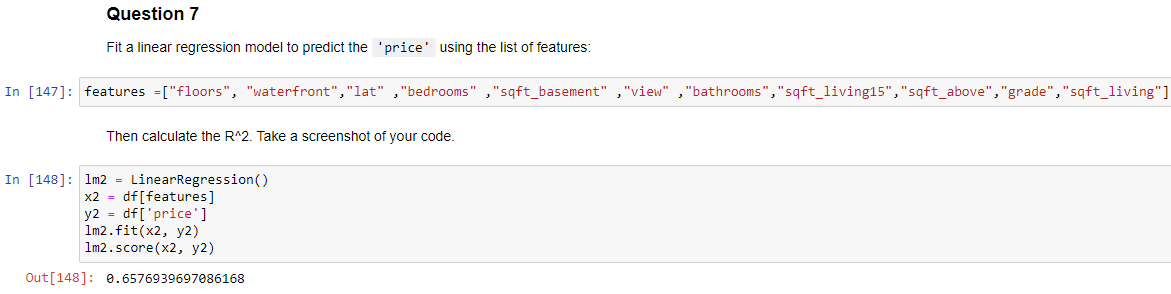 Question 7
Fit a linear regression model to predict the 'price' using the list of features:
In [147]: features =["floors", "waterfront","lat" ,"bedrooms" ,"sqft_basement" ,"view" ,"bathrooms","sqft_living15","sqft_above","grade","sqft_living"]
Then calculate the R^2. Take a screenshot of your code.
In [148]: lm2 = LinearRegression()
x2 = df[features]
y2 = df['price']
lm2.fit(x2, y2)
lm2.score(x2, y2)
Out[148]: 0.6576939697086168